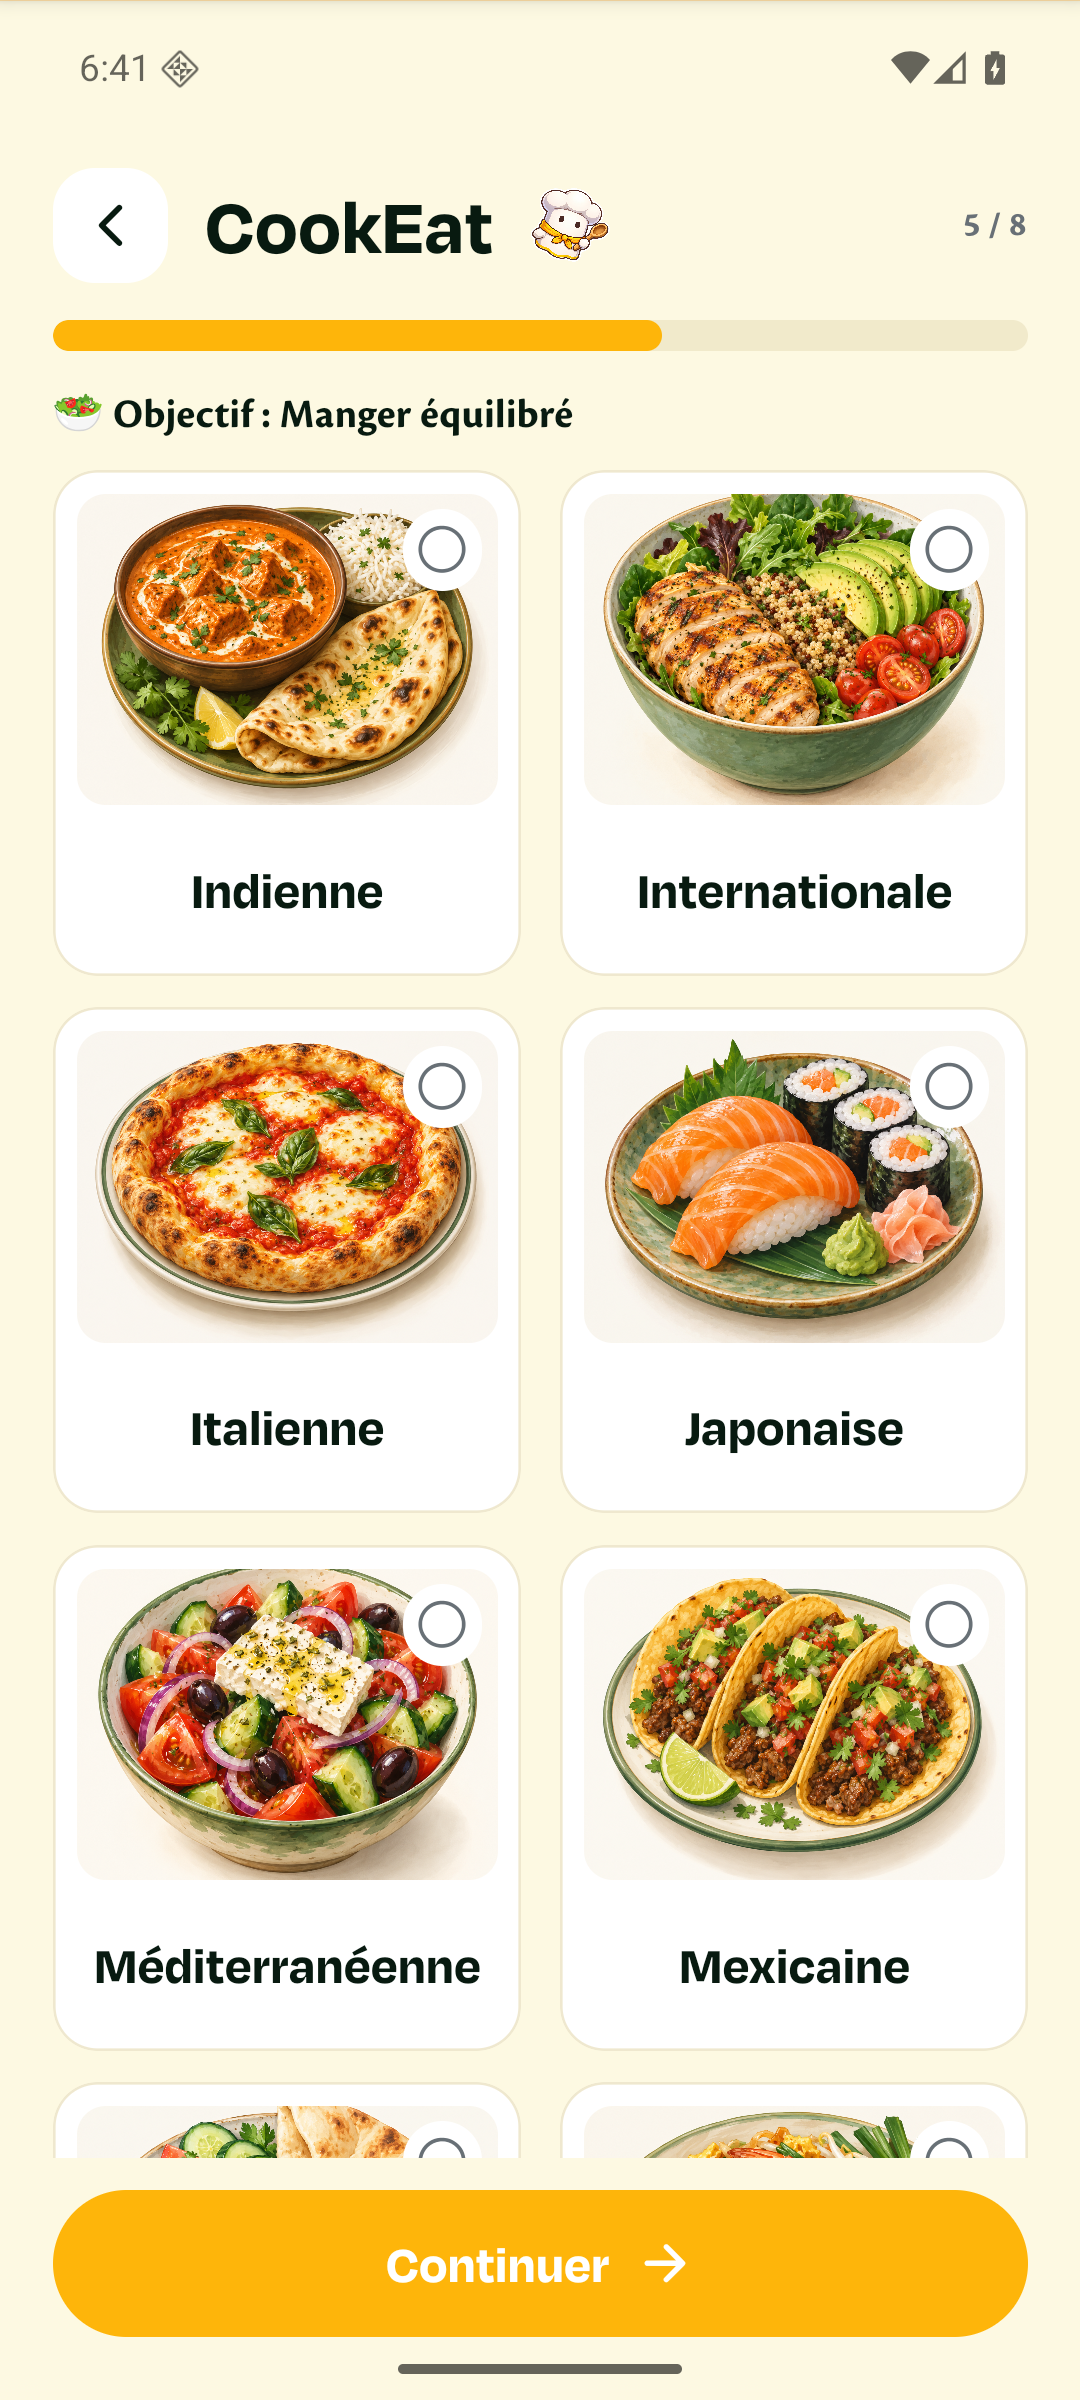 6:41
CookEat
5 / 8
Objectif : Manger équilibré
Indienne
Internationale
Italienne
Japonaise
Méditerranéenne
Mexicaine
Continuer →